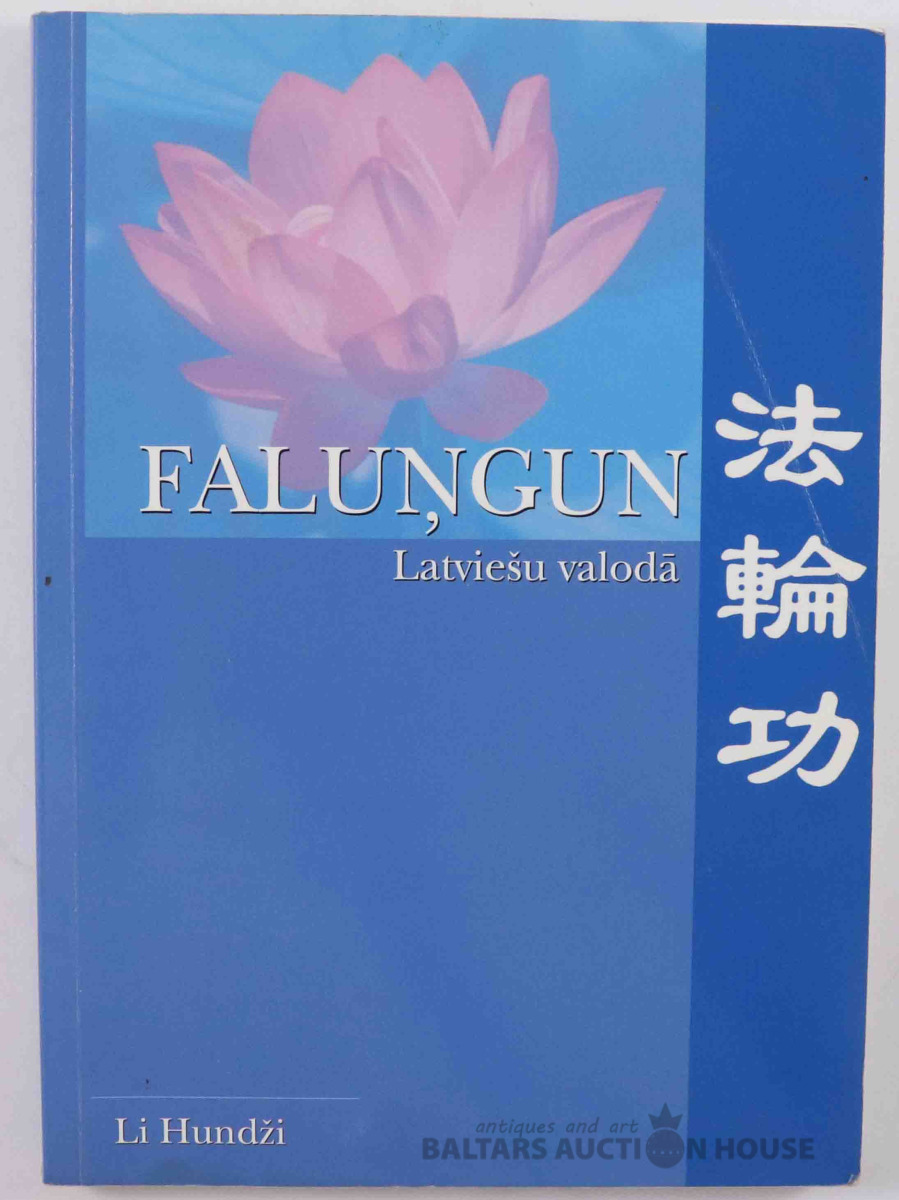 FALUŅGUN
Latviešu valodā
法
輪
功
Li Hundži
antiques and art
BALTARS AUCTION HOUSE